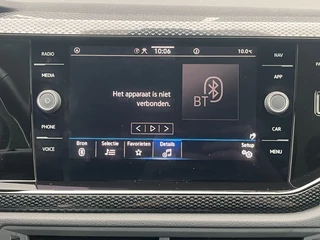 RADIO
MEDIA
PHONE
VOICE
10:06
10.0°C
Het apparaat is niet
verbonden.
BT
Bron
Selectie
Favorieten
Details
Setup
NAV
APP
CAR
MENU